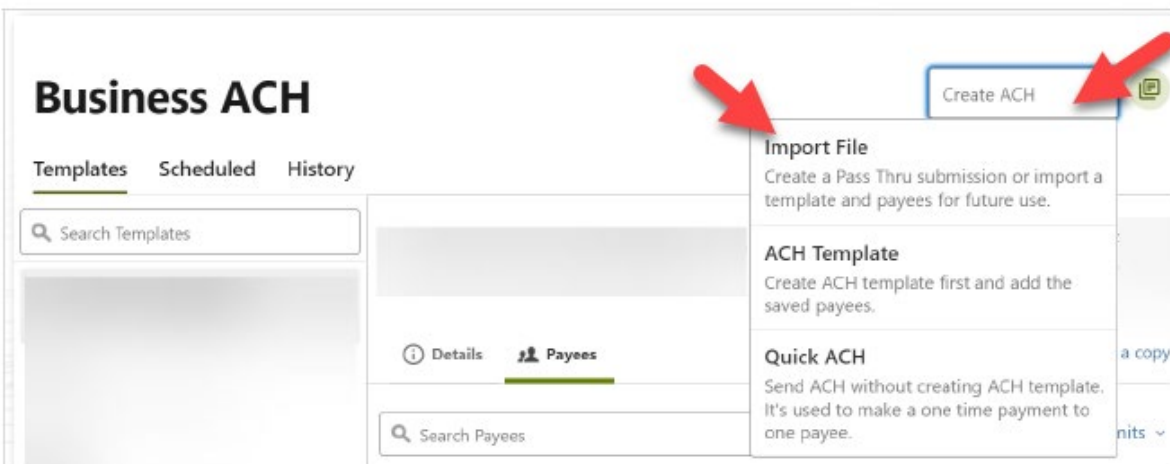 Business ACH
Create ACH
Templates Scheduled History
Search Templates
Import File
Create a Pass Thru submission or import a
template and payees for future use.
ACH Template
Create ACH template first and add the
saved payees.
Details Payees
Quick ACH
a copy
Send ACH without creating ACH template.
It's used to make a one time payment to
one payee.
Search Payees